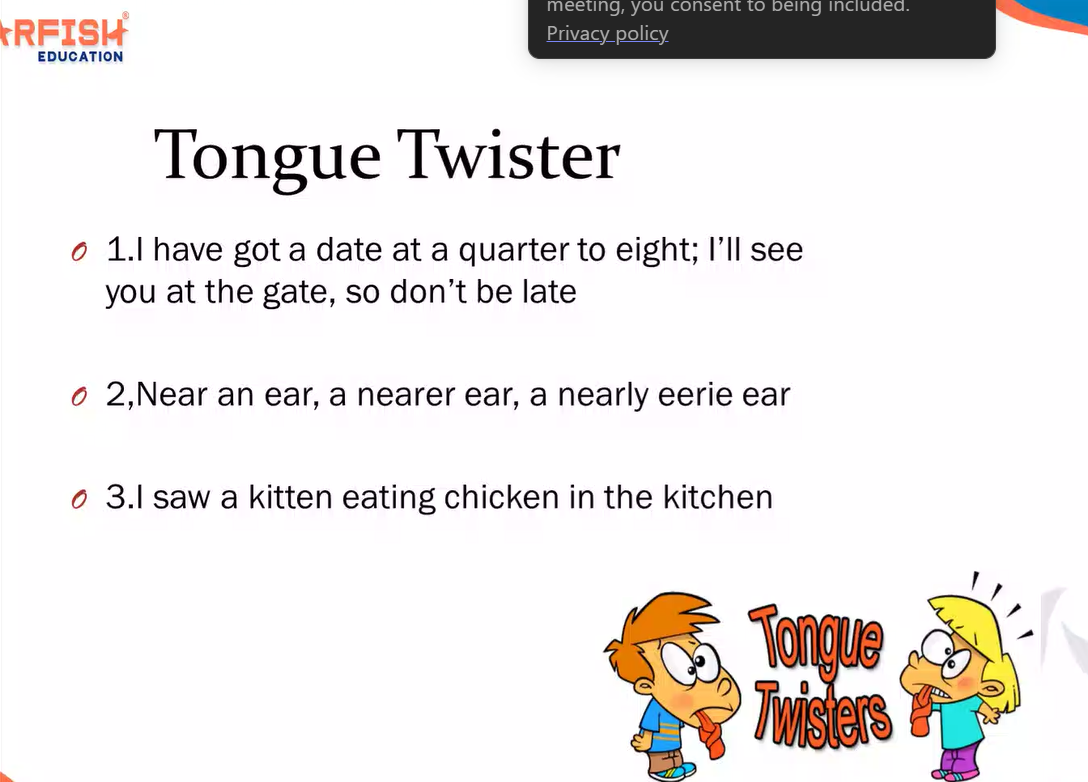 meeting, you consent to being included.
Privacy policy
ARFISH®
EDUCATION
Tongue Twister
1.I have got a date at a quarter to eight; I’ll see
you at the gate, so don’t be late
2,Near an ear, a nearer ear, a nearly eerie ear
3.I saw a kitten eating chicken in the kitchen
Tongue
Twisters